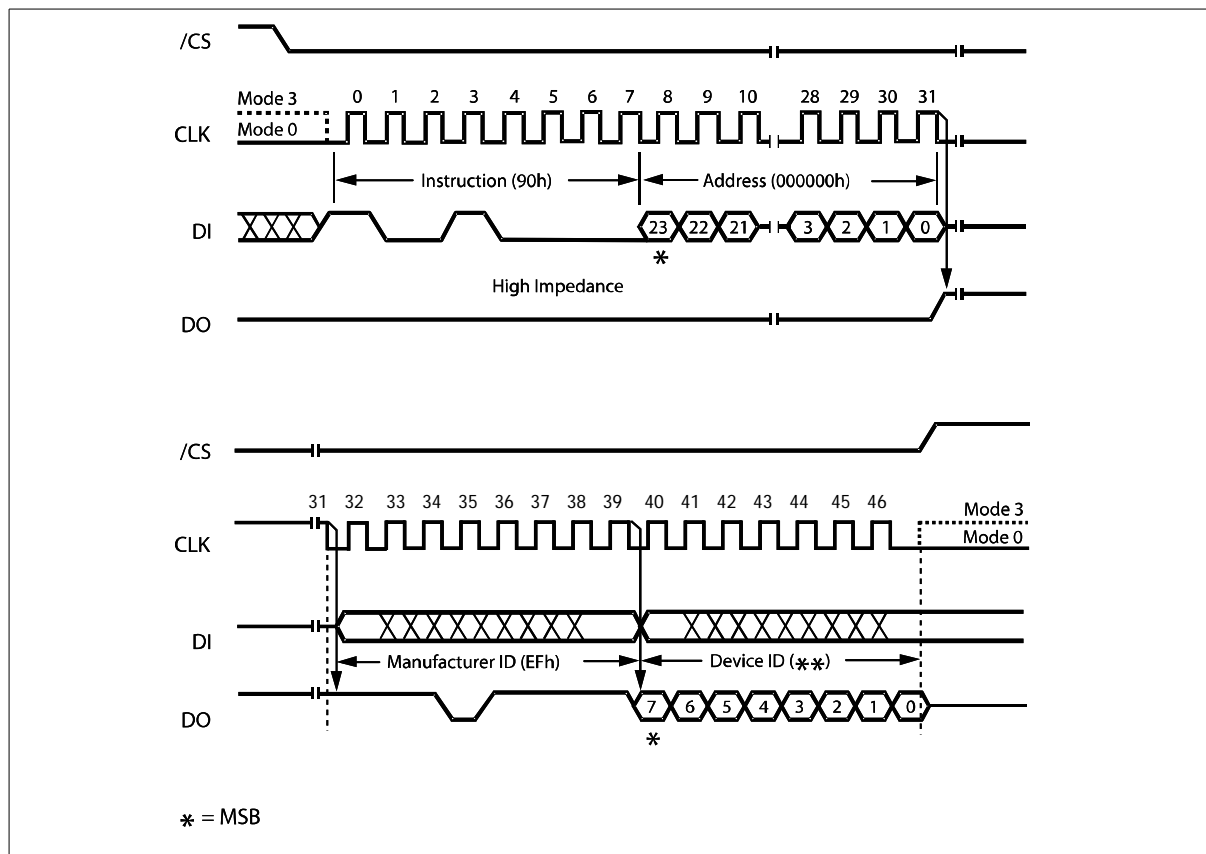 /CS
0 1 2 3 4 5 6 7 8 9 10 28 29 30 31
Mode 3
CLK
Mode 0
Instruction (90h) Address (000000h)
DI
23 22 21 3 2 1 0
*
High Impedance
DO
/CS
31 32 33 34 35 36 37 38 39 40 41 42 43 44 45 46
Mode 3
CLK
Mode 0
DI
Manufacturer ID (EFh) Device ID (**)
DO
7 6 5 4 3 2 1 0
*
* = MSB